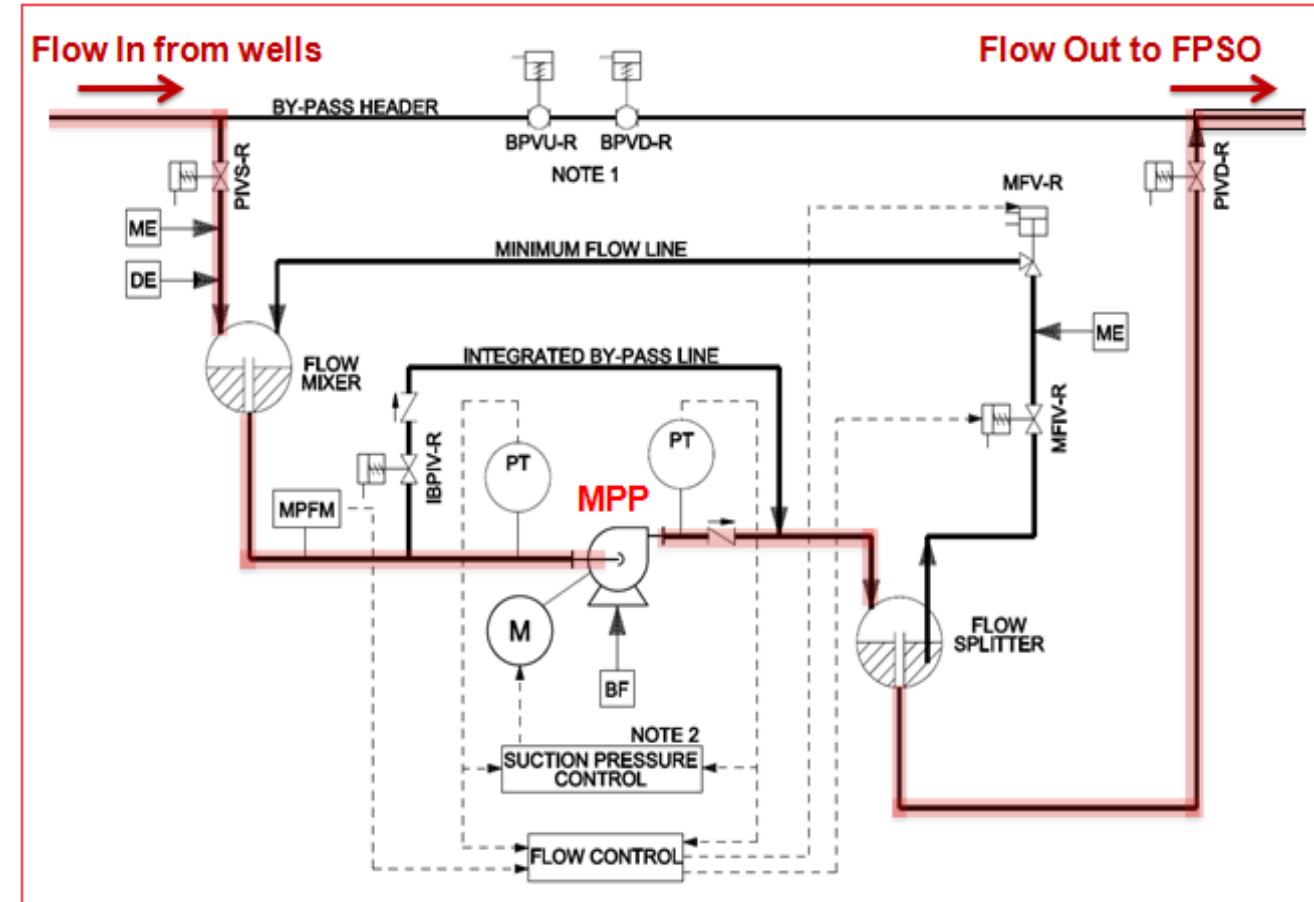 Flow In from wells
Flow Out to FPSO
BY-PASS HEADER
BPVU-R
BPVD-R
NOTE 1
PIVS-R
PIVD-R
MFV-R
ME
DE
MINIMUM FLOW LINE
ME
FLOW
MIXER
INTEGRATED BY-PASS LINE
MFIV-R
IBPIV-R
PT
PT
MPP
MPFM
M
BF
FLOW
SPLITTER
NOTE 2
SUCTION PRESSURE
CONTROL
FLOW CONTROL